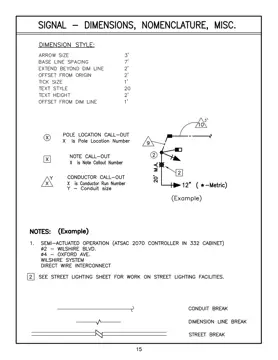 SIGNAL – DIMENSIONS, NOMENCLATURE, MISC.
DIMENSION STYLE:
ARROW SIZE 3'
BASE LINE SPACING 7'
EXTEND BEYOND DIM LINE 2'
OFFSET FROM ORIGIN 2'
TICK SIZE 1'
TEXT STYLE 20
TEXT HEIGHT 2'
OFFSET FROM DIM LINE 1'
X POLE LOCATION CALL-OUT
X is Pole Location Number
X NOTE CALL-OUT
X is Note Callout Number
X Y CONDUCTOR CALL-OUT
X is Conductor Run Number
Y - Conduit size
10
9
2
2
20' M.A.
12" ( *-Metric)
(Example)
NOTES: (Example)
1. SEMI-ACTUATED OPERATION (ATSAC 2070 CONTROLLER IN 332 CABINET)
#2 - WILSHIRE BLVD.
#4 - OXFORD AVE.
WILSHIRE SYSTEM
DIRECT WIRE INTERCONNECT
2 SEE STREET LIGHTING SHEET FOR WORK ON STREET LIGHTING FACILITIES.
CONDUIT BREAK
DIMENSION LINE BREAK
STREET BREAK
15